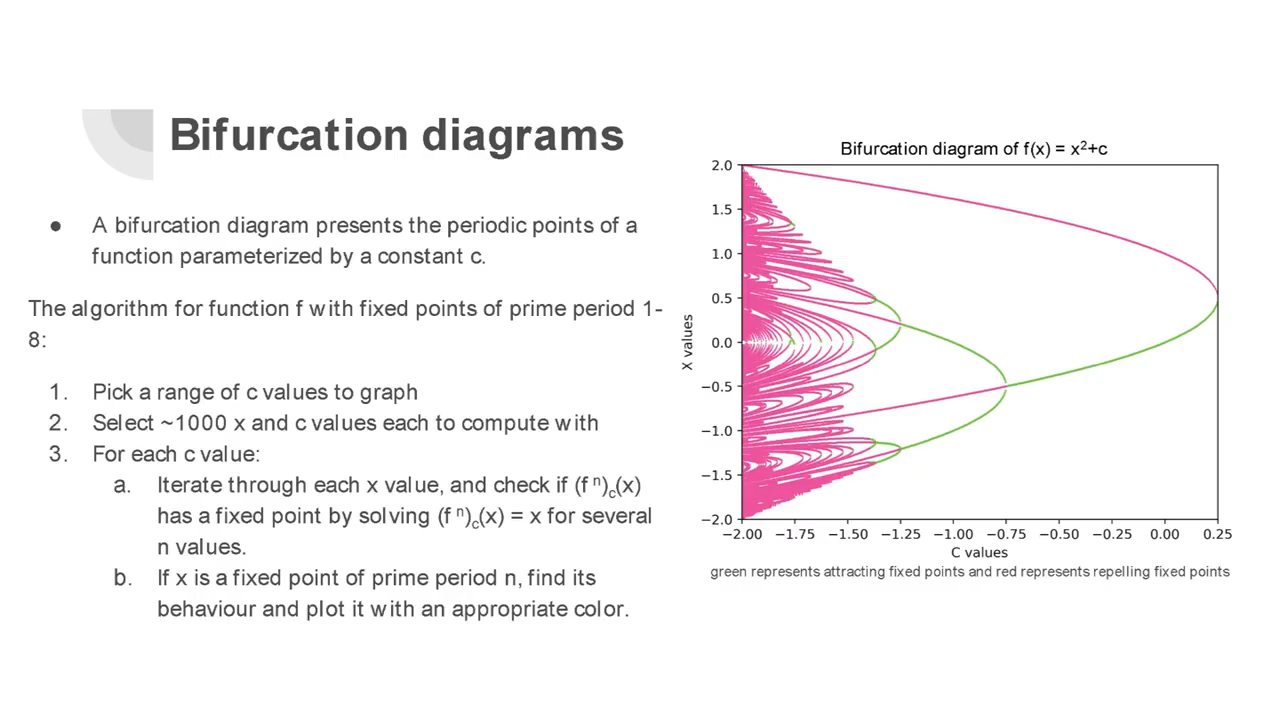 Bifurcation diagrams
● A bifurcation diagram presents the periodic points of a
function parameterized by a constant c.
The algorithm for function f with fixed points of prime period 1-
8:
1. Pick a range of c values to graph
2. Select ~1000 x and c values each to compute with
3. For each c value:
a. Iterate through each x value, and check if (f ⁿ)c(x)
has a fixed point by solving (f ⁿ)c(x) = x for several
n values.
b. If x is a fixed point of prime period n, find its
behaviour and plot it with an appropriate color.
Bifurcation diagram of f(x) = x²+c
X values
2.0
1.5
1.0
0.5
0.0
−0.5
−1.0
−1.5
−2.0
−2.00 −1.75 −1.50 −1.25 −1.00 −0.75 −0.50 −0.25 0.00 0.25
C values
green represents attracting fixed points and red represents repelling fixed points